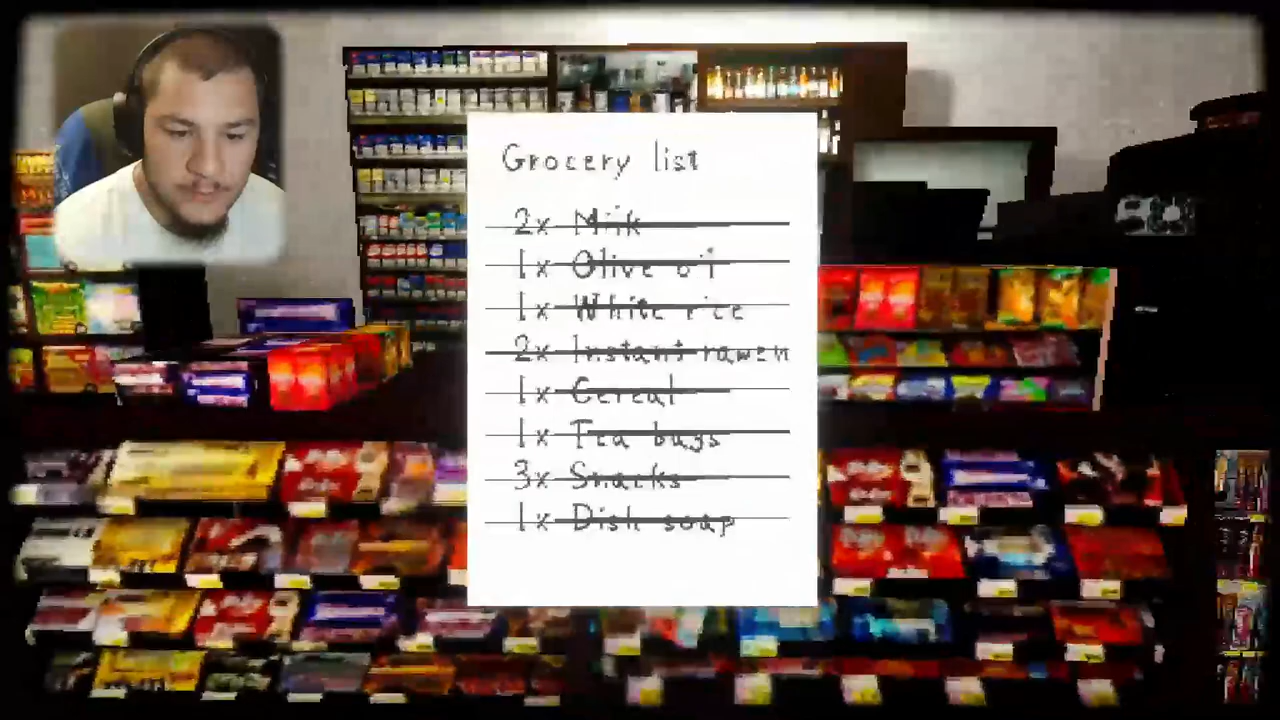 Grocery list
2x Milk
1x Olive oil
1x White rice
2x Instant ramen
1x Cereal
1x Tea bags
3x Snacks
1x Dish soap